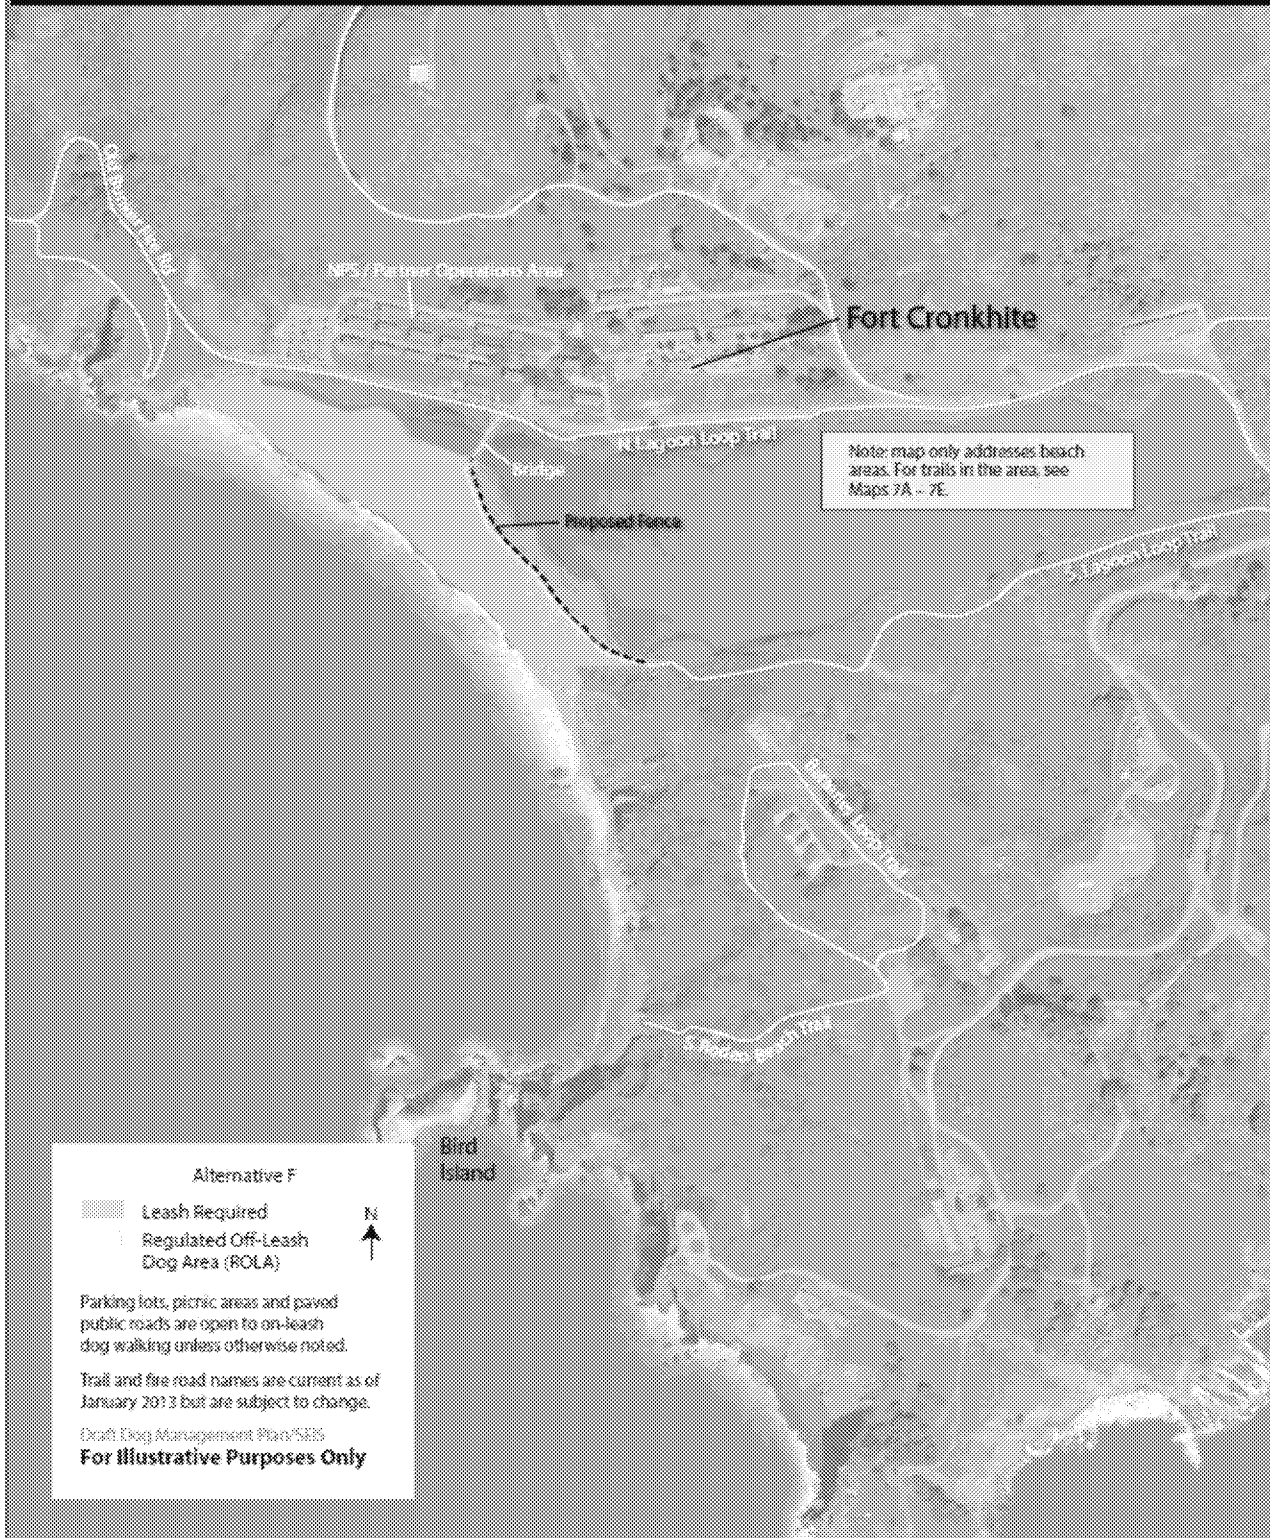 Old Bunker Fire Rd.
NPS / Partner Operations Area
Fort Cronkhite
N Lagoon Loop Trail
Bridge
Note: map only addresses beach
areas. For trails in the area, see
Maps 7A – 7E.
Proposed Fence
S. Lagoon Loop Trail
Loop Trail
S. Rodeo Beach Trail
Bird
Island
Alternative F
Leash Required
N
Regulated Off-Leash
Dog Area (ROLA)
Parking lots, picnic areas and paved
public roads are open to on-leash
dog walking unless otherwise noted.
Trail and fire road names are current as of
January 2013 but are subject to change.
Draft Dog Management Plan/SEIS
For Illustrative Purposes Only